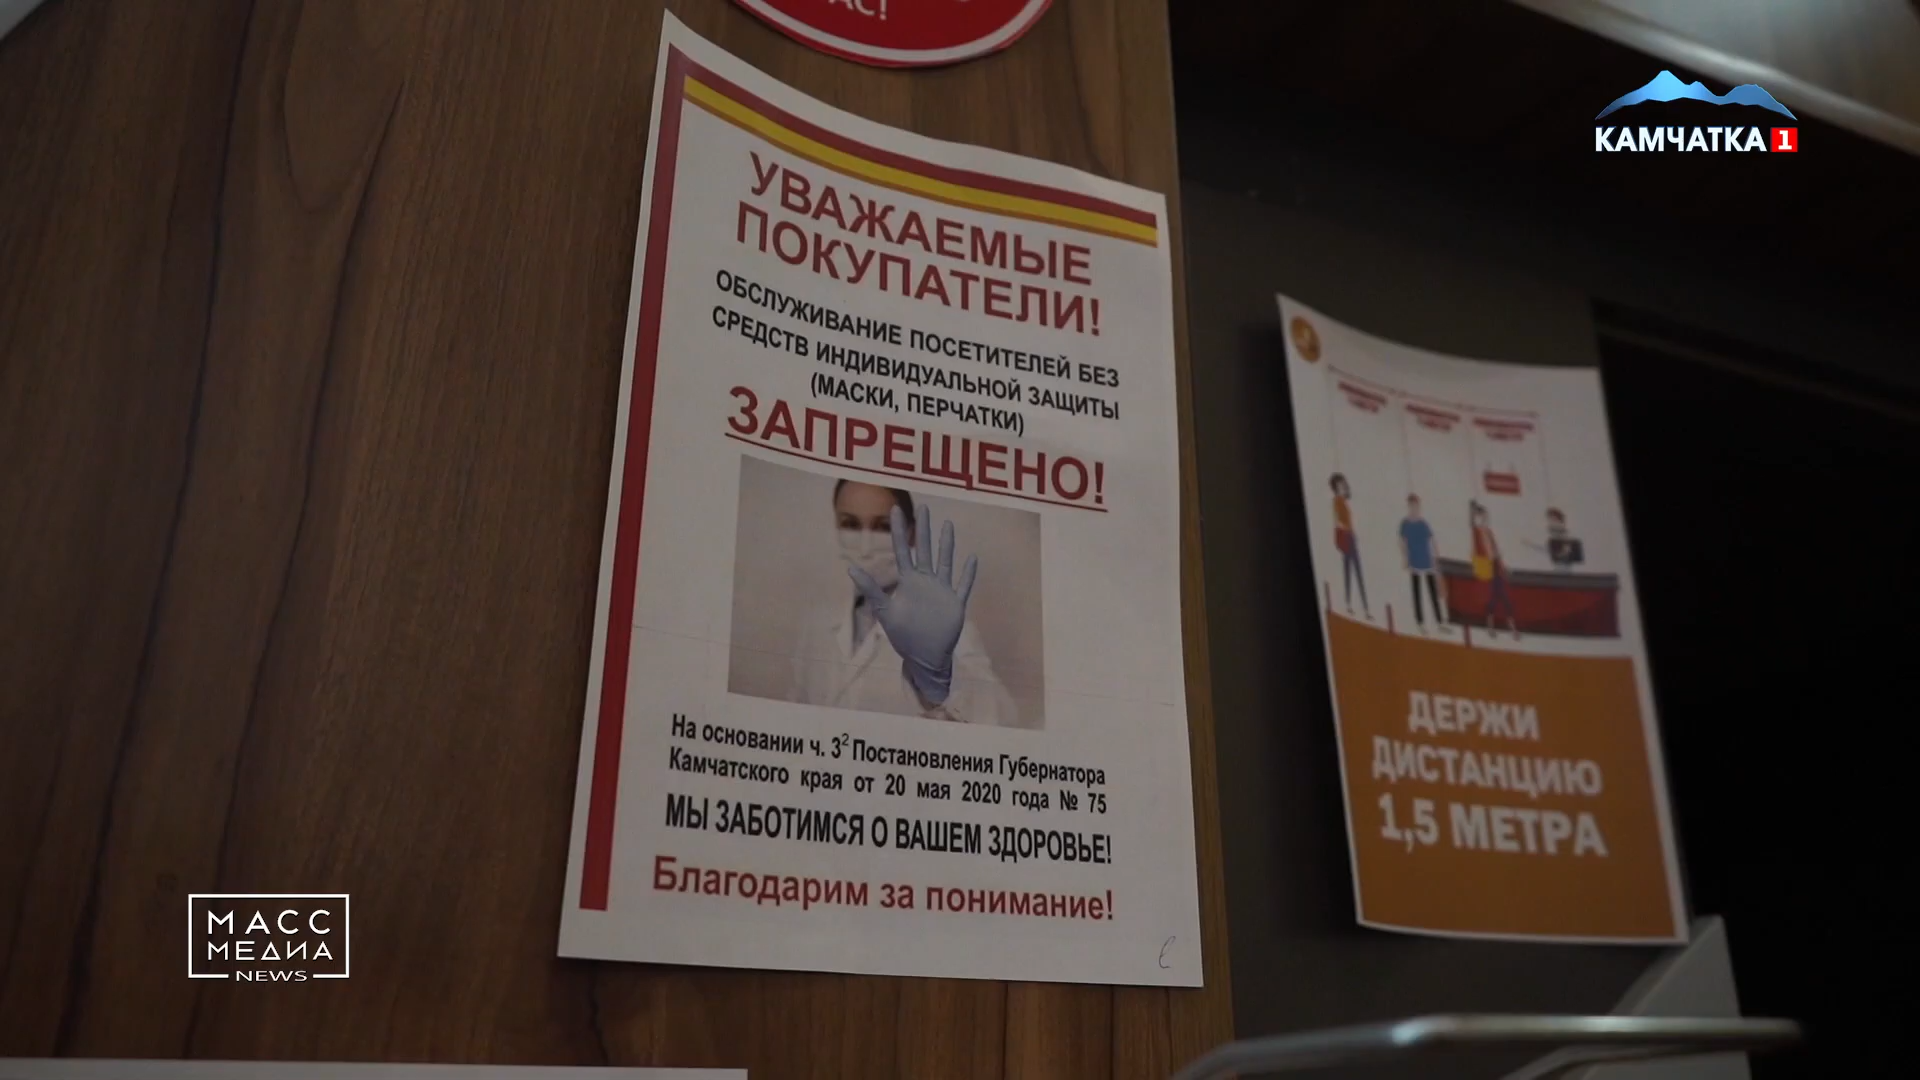 АС!
КАМЧАТКА 1
УВАЖАЕМЫЕ
ПОКУПАТЕЛИ!
ОБСЛУЖИВАНИЕ ПОСЕТИТЕЛЕЙ БЕЗ
СРЕДСТВ ИНДИВИДУАЛЬНОЙ ЗАЩИТЫ
(МАСКИ, ПЕРЧАТКИ)
ЗАПРЕЩЕНО!
На основании ч. 3² Постановления Губернатора
Камчатского края от 20 мая 2020 года № 75
МЫ ЗАБОТИМСЯ О ВАШЕМ ЗДОРОВЬЕ!
Благодарим за понимание!
ДЕРЖИ
ДИСТАНЦИЮ
1,5 МЕТРА
МАСС
МЕДИА
NEWS